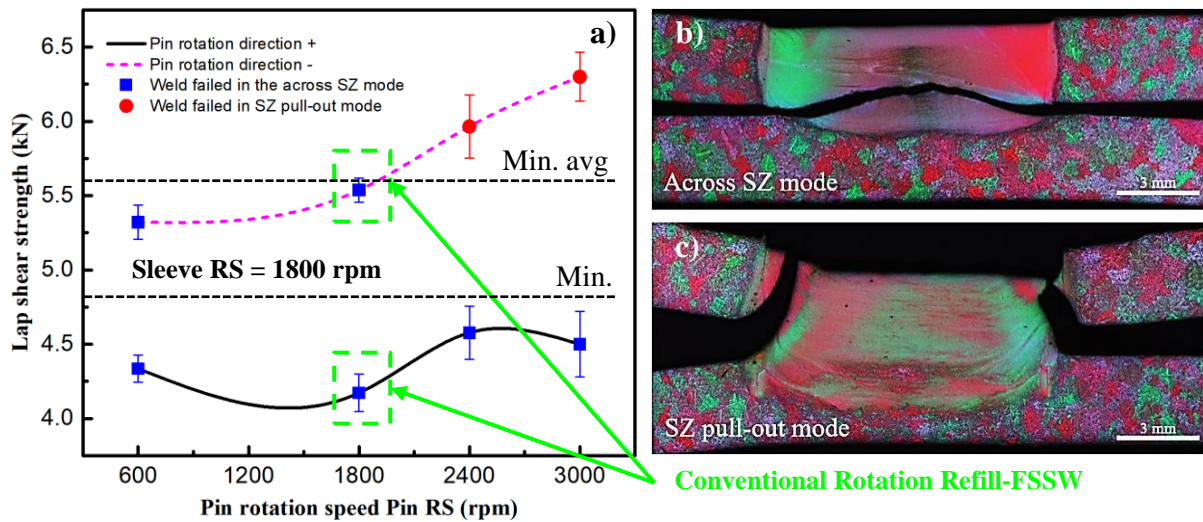 a)
Pin rotation direction +
Pin rotation direction -
Weld failed in the across SZ mode
Weld failed in SZ pull-out mode
Lap shear strength (kN)
6.5
6.0
5.5
5.0
4.5
4.0
Min. avg
Sleeve RS = 1800 rpm
Min.
600 1200 1800 2400 3000
Pin rotation speed Pin RS (rpm)
b)
Across SZ mode
3 mm
c)
SZ pull-out mode
3 mm
Conventional Rotation Refill-FSSW